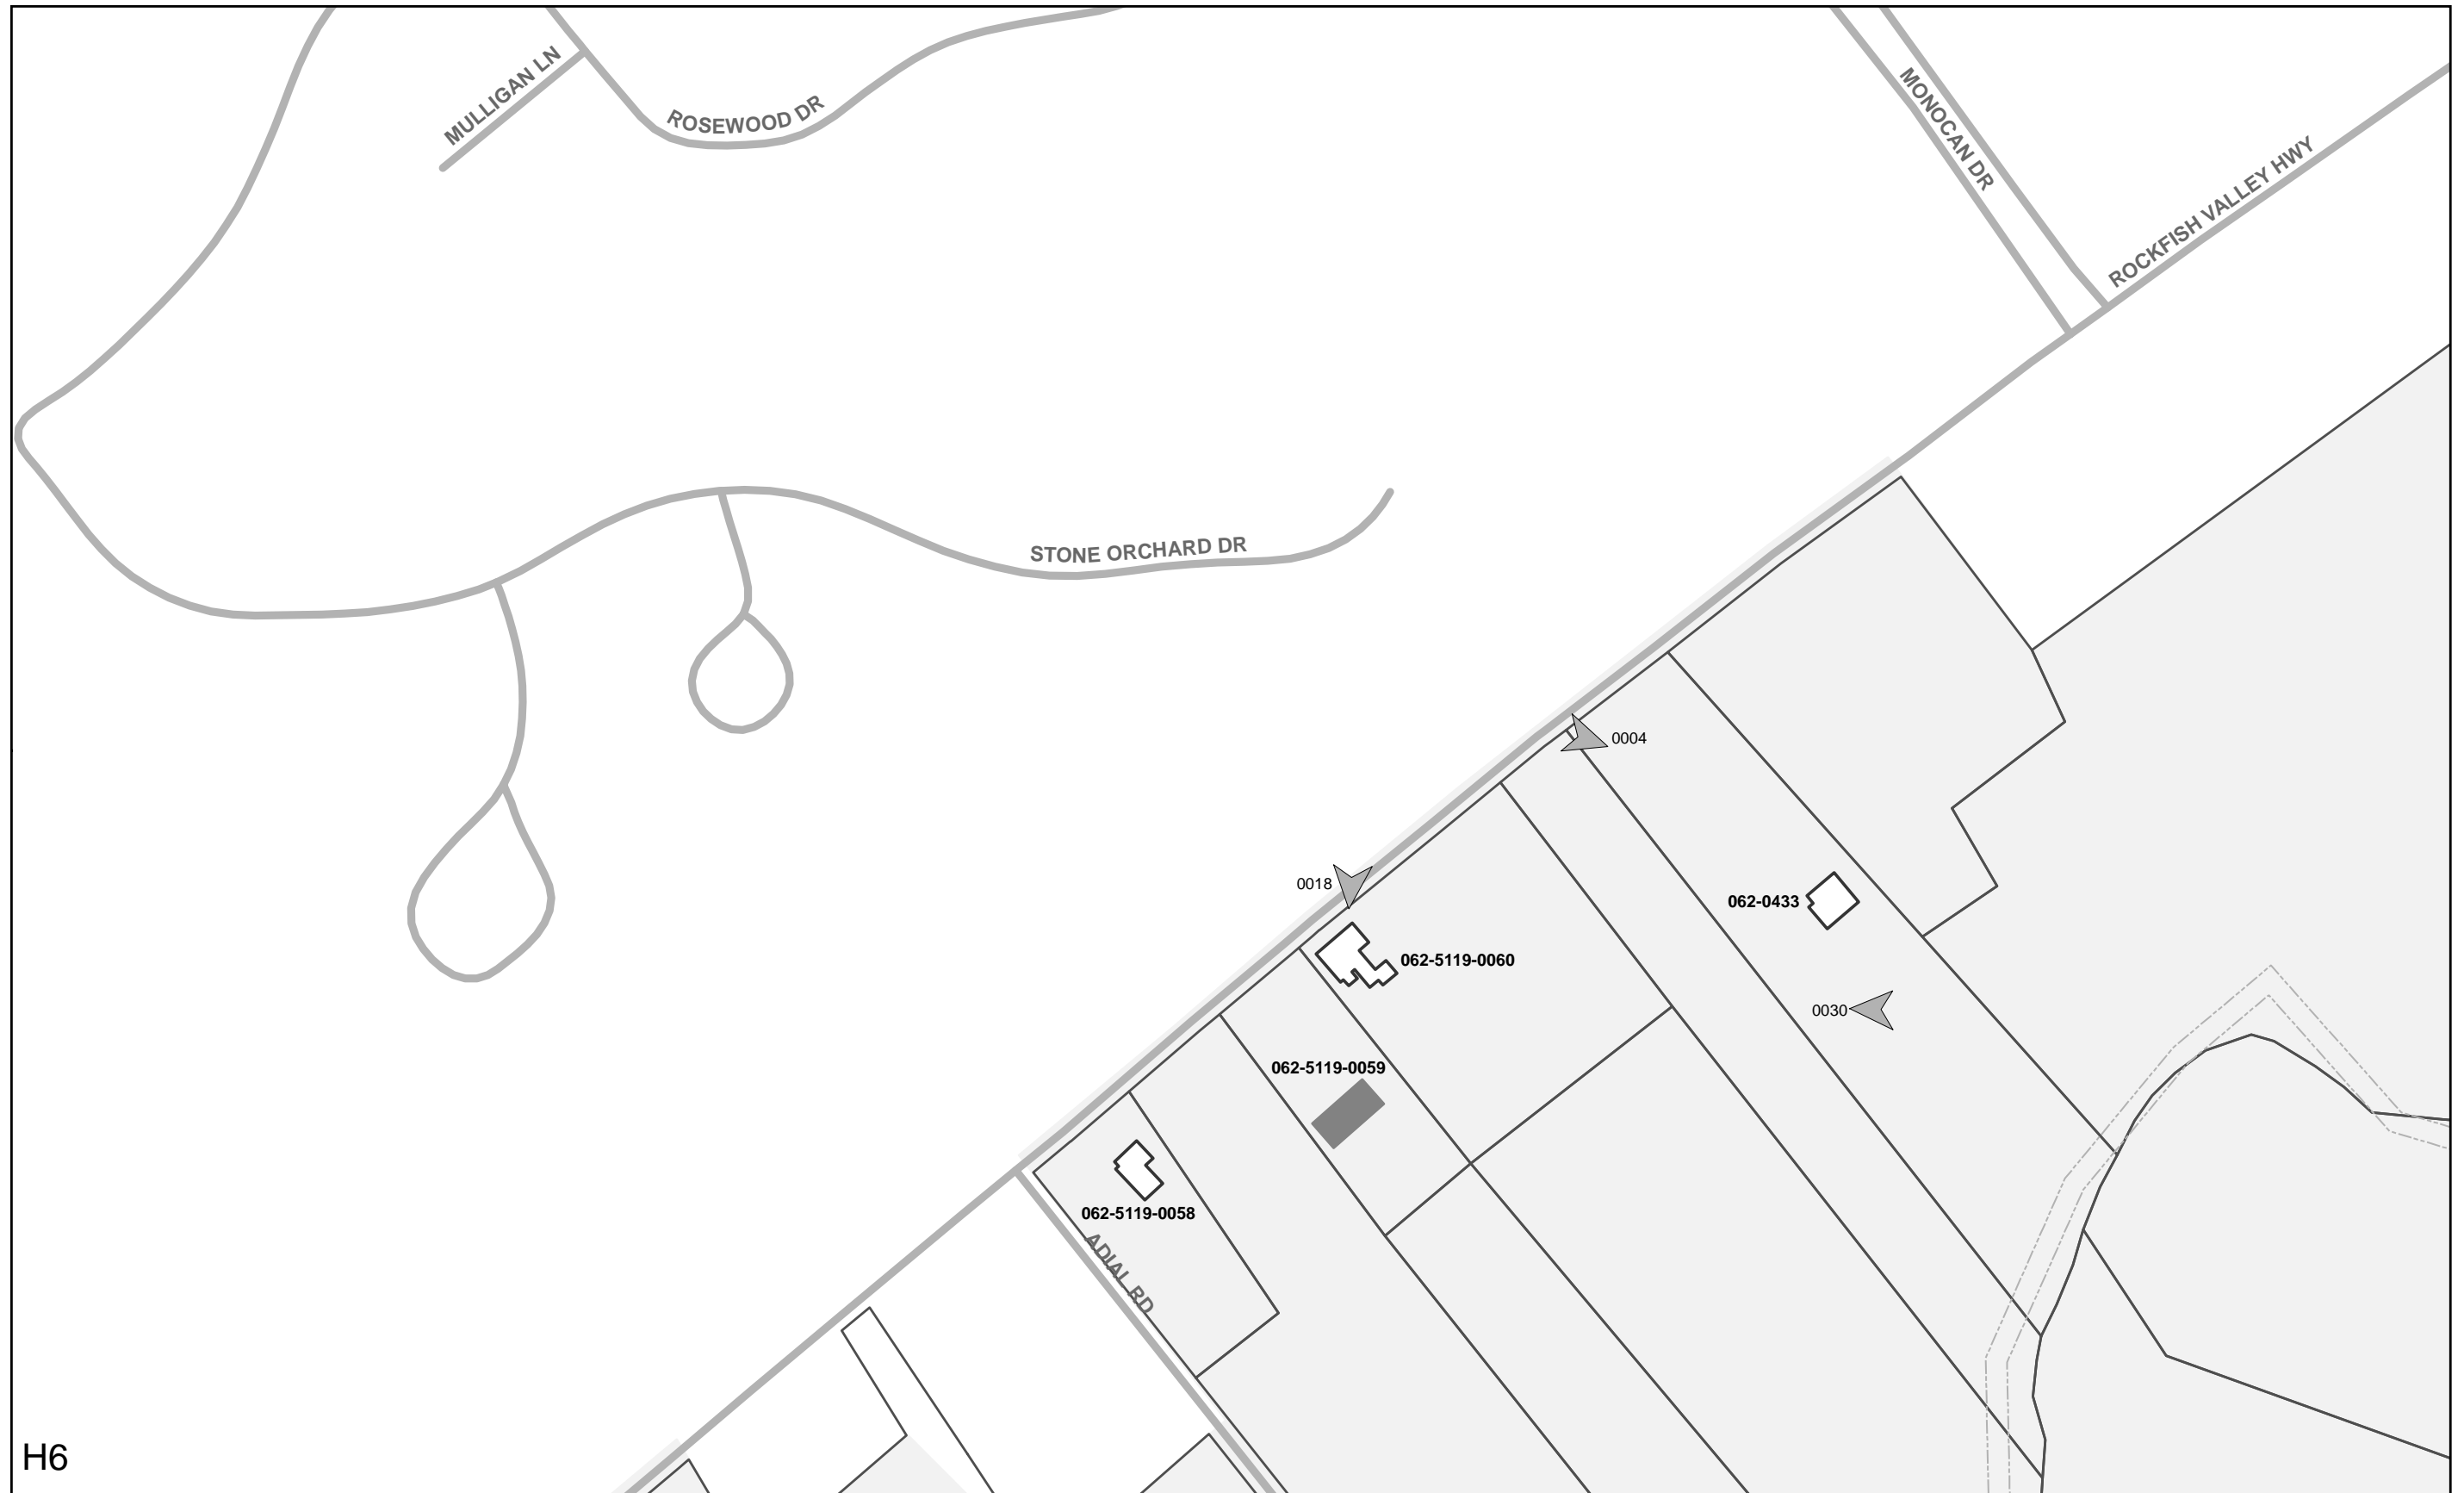 MULLIGAN LN
ROSEWOOD DR
MONOCAN DR
ROCKFISH VALLEY HWY
STONE ORCHARD DR
0004
0018
062-0433
062-5119-0060
0030
062-5119-0059
062-5119-0058
ADIAL RD
H6